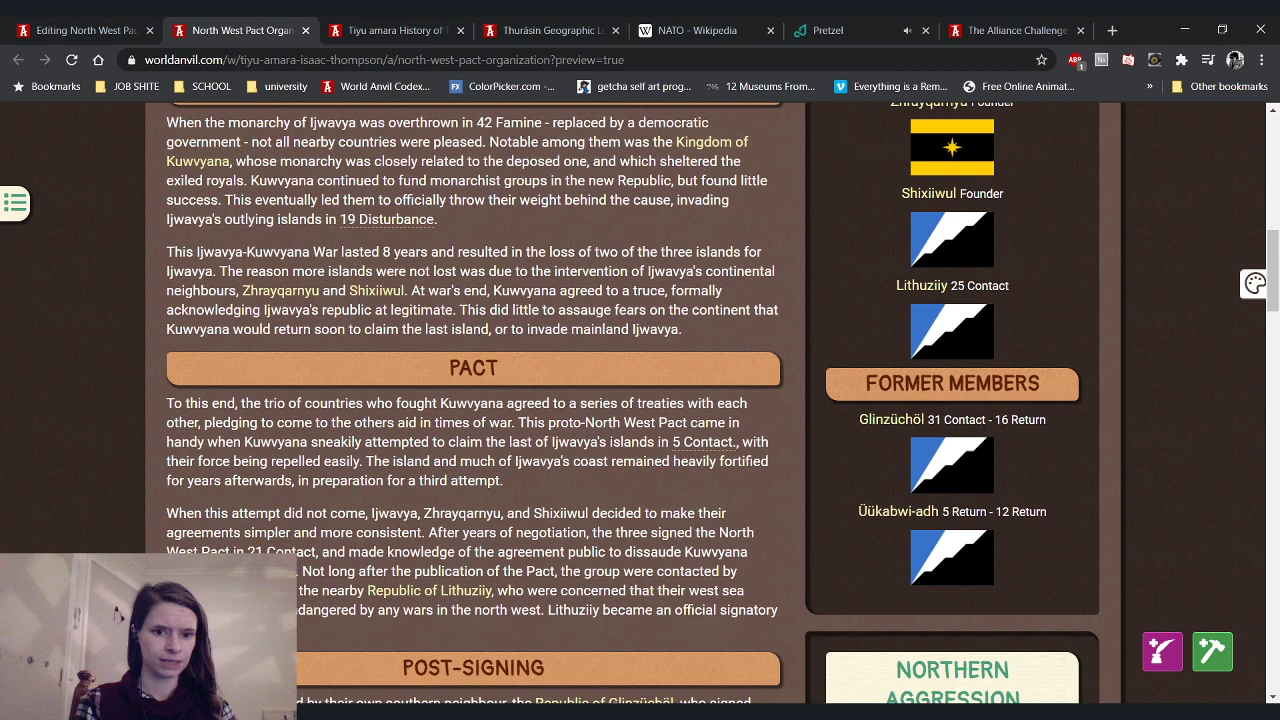 Editing North West Pac
North West Pact Organ
Tiyu amara History of T
Thurásin Geographic Lo
NATO - Wikipedia
Pretzel
The Alliance Challenge
worldanvil.com/w/tiyu-amara-isaac-thompson/a/north-west-pact-organization?preview=true
Bookmarks
JOB SHITE
SCHOOL
university
World Anvil Codex...
ColorPicker.com -...
getcha self art prog...
12 Museums From...
Everything is a Rem...
Free Online Animat...
»
Other bookmarks
When the monarchy of Ijwavya was overthrown in 42 Famine - replaced by a democratic
government - not all nearby countries were pleased. Notable among them was the Kingdom of
Kuwvyana, whose monarchy was closely related to the deposed one, and which sheltered the
exiled royals. Kuwvyana continued to fund monarchist groups in the new Republic, but found little
success. This eventually led them to officially throw their weight behind the cause, invading
Ijwavya's outlying islands in 19 Disturbance.
This Ijwavya-Kuwvyana War lasted 8 years and resulted in the loss of two of the three islands for
Ijwavya. The reason more islands were not lost was due to the intervention of Ijwavya's continental
neighbours, Zhrayqarnyu and Shixiiwul. At war's end, Kuwvyana agreed to a truce, formally
acknowledging Ijwavya's republic at legitimate. This did little to assauge fears on the continent that
Kuwvyana would return soon to claim the last island, or to invade mainland Ijwavya.
PACT
To this end, the trio of countries who fought Kuwvyana agreed to a series of treaties with each
other, pledging to come to the others aid in times of war. This proto-North West Pact came in
handy when Kuwvyana sneakily attempted to claim the last of Ijwavya's islands in 5 Contact., with
their force being repelled easily. The island and much of Ijwavya's coast remained heavily fortified
for years afterwards, in preparation for a third attempt.
When this attempt did not come, Ijwavya, Zhrayqarnyu, and Shixiiwul decided to make their
agreements simpler and more consistent. After years of negotiation, the three signed the North
West Pact in 21 Contact, and made knowledge of the agreement public to dissaude Kuwvyana
Not long after the publication of the Pact, the group were contacted by
the nearby Republic of Lithuziiy, who were concerned that their west sea
ndangered by any wars in the north west. Lithuziiy became an official signatory
POST-SIGNING
d by their own southern neighbour, the Republic of Glinzüchöl, who signed
Zhrayqarnyu Founder
Shixiiwul Founder
Lithuziiy 25 Contact
FORMER MEMBERS
Glinzüchöl 31 Contact - 16 Return
Üükabwi-adh 5 Return - 12 Return
NORTHERN
AGGRESSION